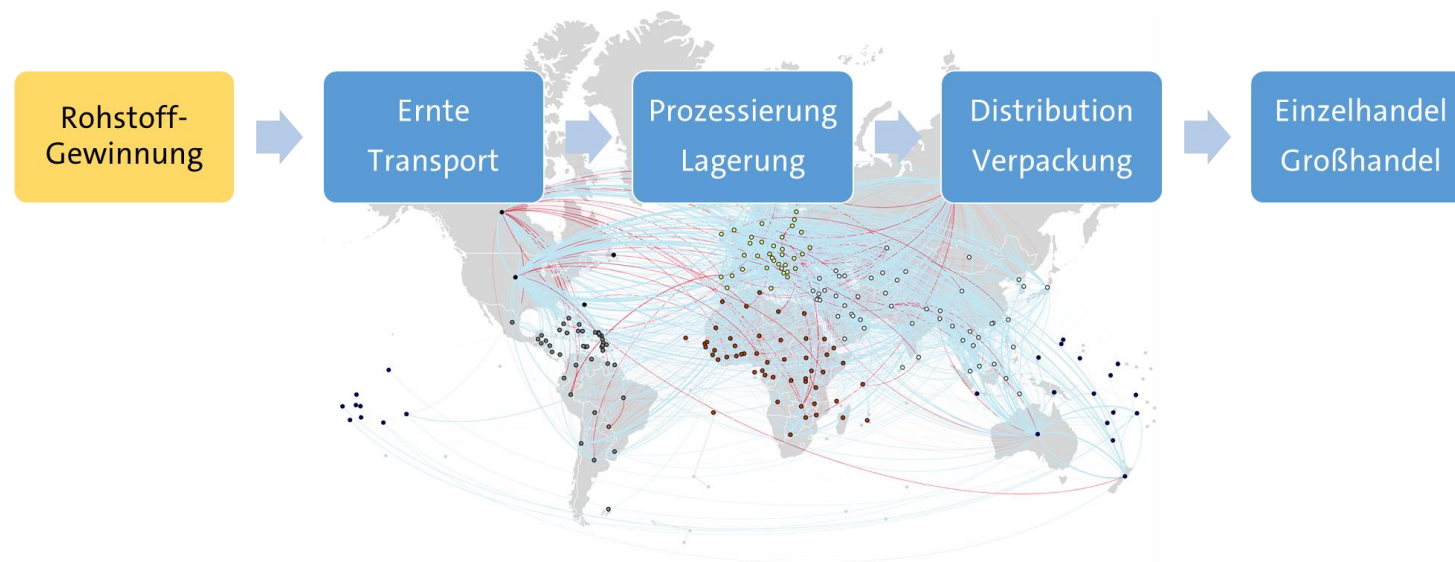 Rohstoff-
Gewinnung
Ernte
Transport
Prozessierung
Lagerung
Distribution
Verpackung
Einzelhandel
Großhandel